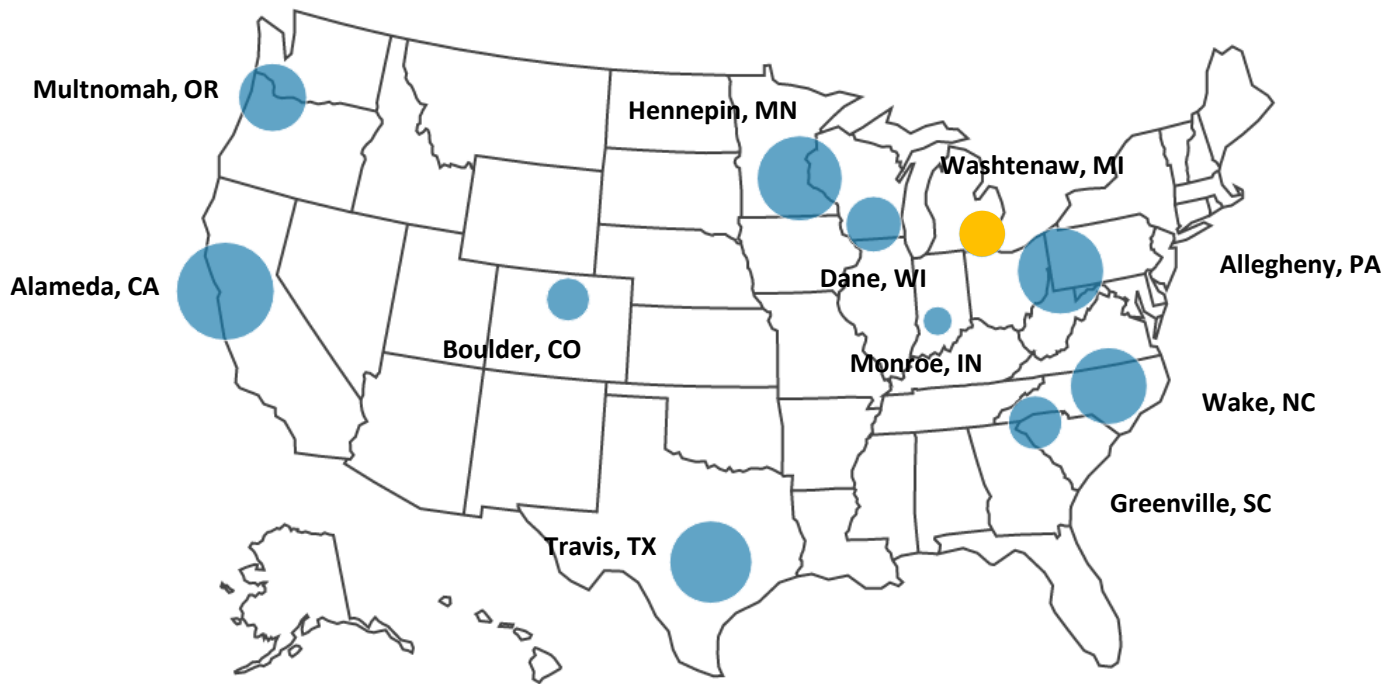 Multnomah, OR
Hennepin, MN
Washtenaw, MI
Allegheny, PA
Dane, WI
Alameda, CA
Boulder, CO
Monroe, IN
Wake, NC
Greenville, SC
Travis, TX